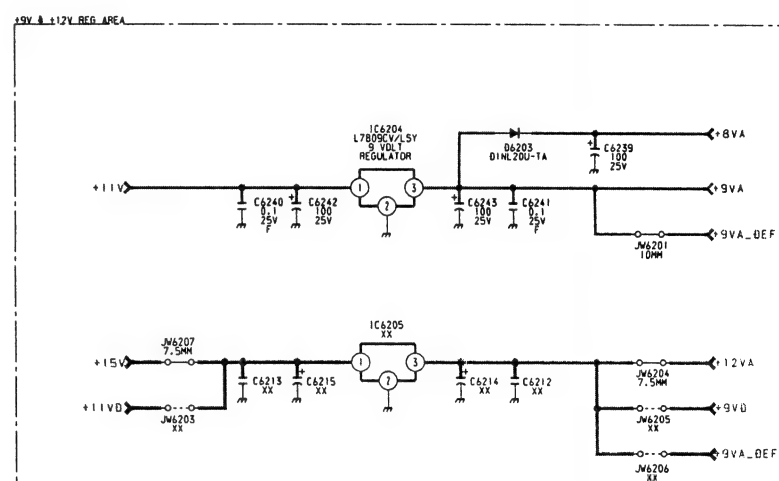 +9V & +12V REG AREA
IC6204
L7809CV/LSY
9 VOLT
REGULATOR
D6203
D1NL20U-TA
C6239
100
25V
+8VA
+11V
1
3
2
+9VA
C6240
0.1
25V
F
C6242
100
25V
C6243
100
25V
C6241
0.1
25V
F
JW6201
10MM
+9VA_DEF
IC6205
XX
JW6207
7.5MM
+15V
1
3
2
+12VA
JW6204
7.5MM
C6213
XX
C6215
XX
C6214
XX
C6212
XX
+11VD
JW6203
XX
+9VD
JW6205
XX
+9VA_DEF
JW6206
XX